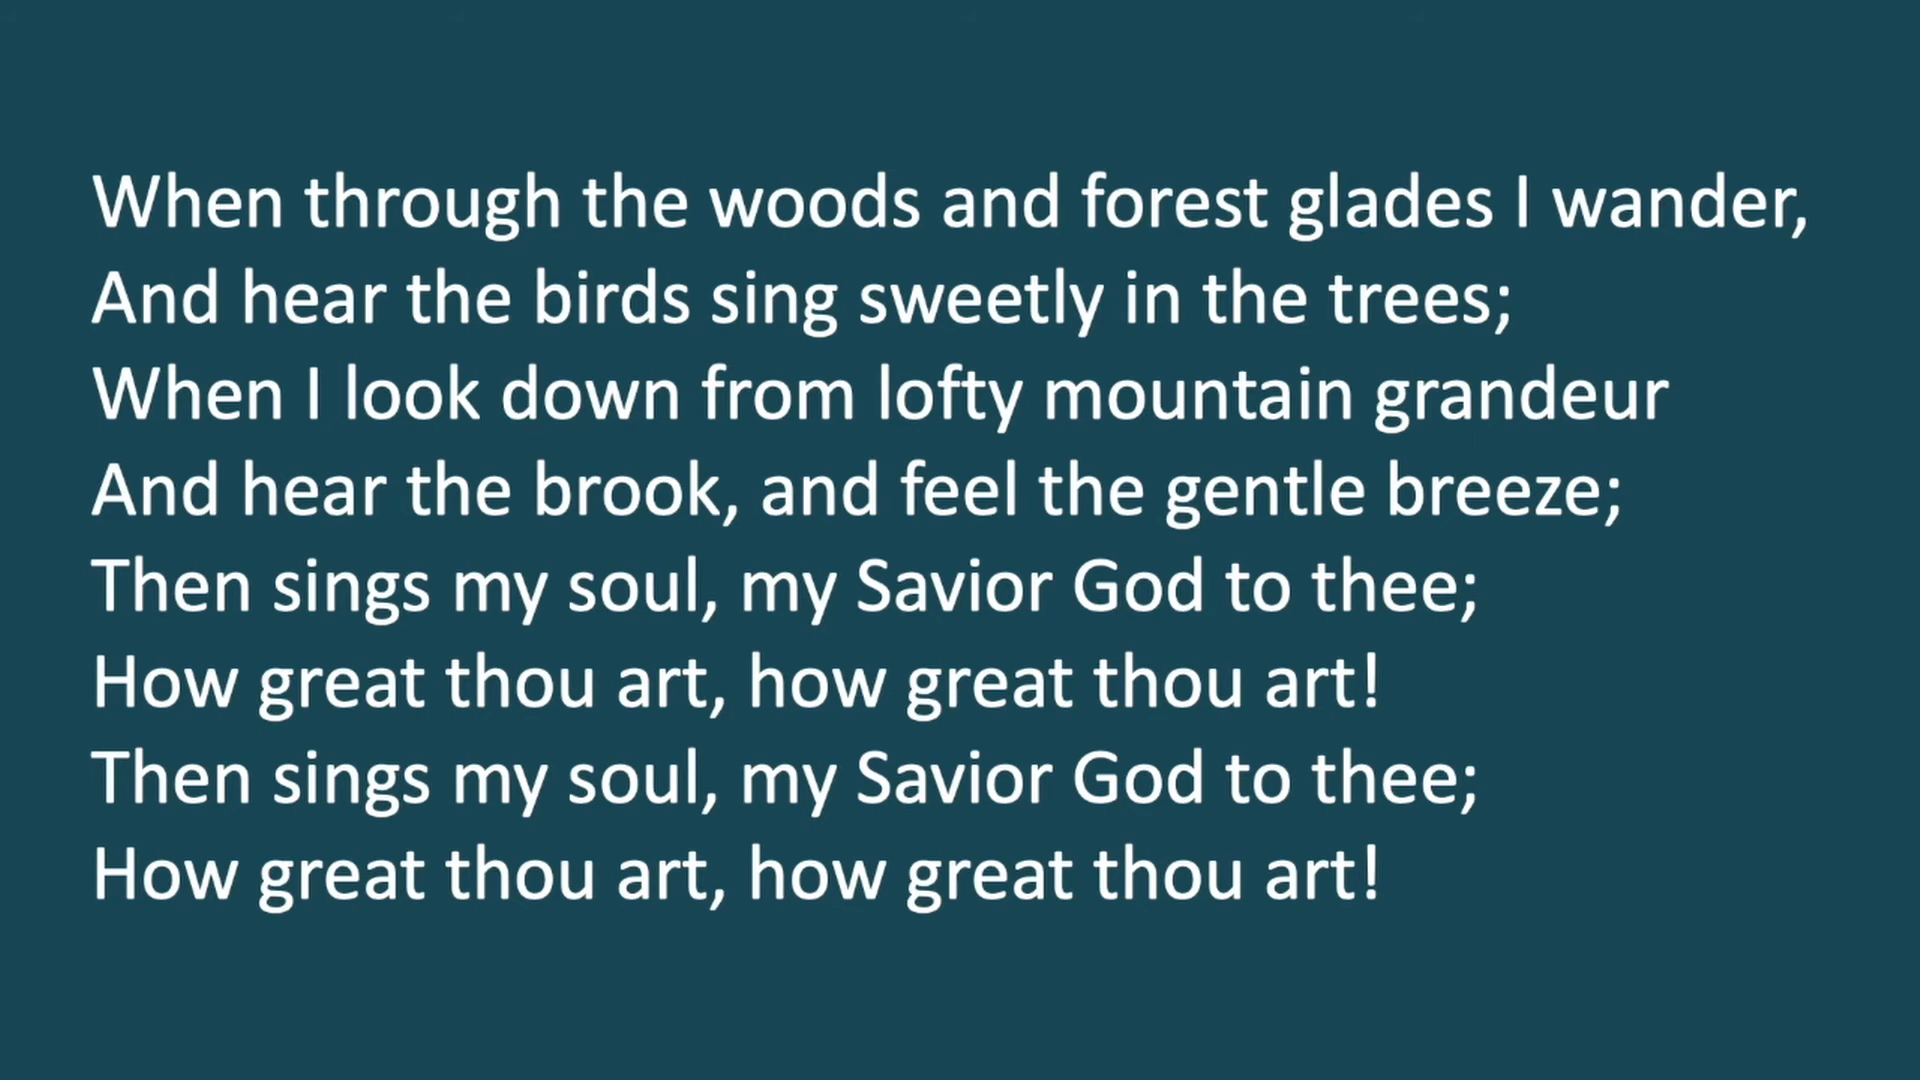 When through the woods and forest glades I wander,
And hear the birds sing sweetly in the trees;
When I look down from lofty mountain grandeur
And hear the brook, and feel the gentle breeze;
Then sings my soul, my Savior God to thee;
How great thou art, how great thou art!
Then sings my soul, my Savior God to thee;
How great thou art, how great thou art!